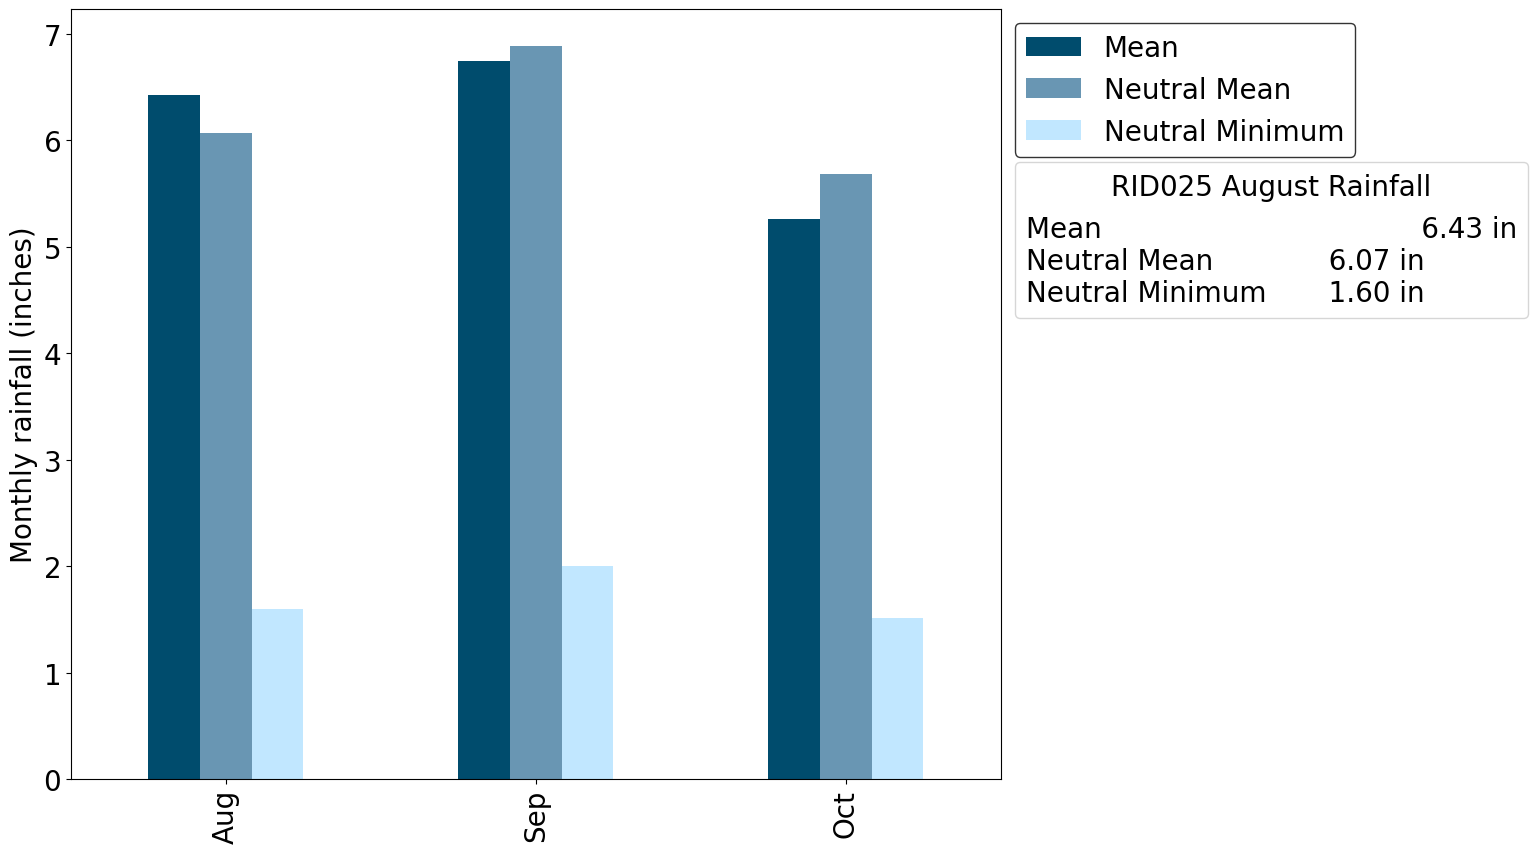 Monthly rainfall (inches)
7
6
5
4
3
2
1
0
Aug
Sep
Oct
Mean
Neutral Mean
Neutral Minimum
RID025 August Rainfall
Mean 6.43 in
Neutral Mean 6.07 in
Neutral Minimum 1.60 in